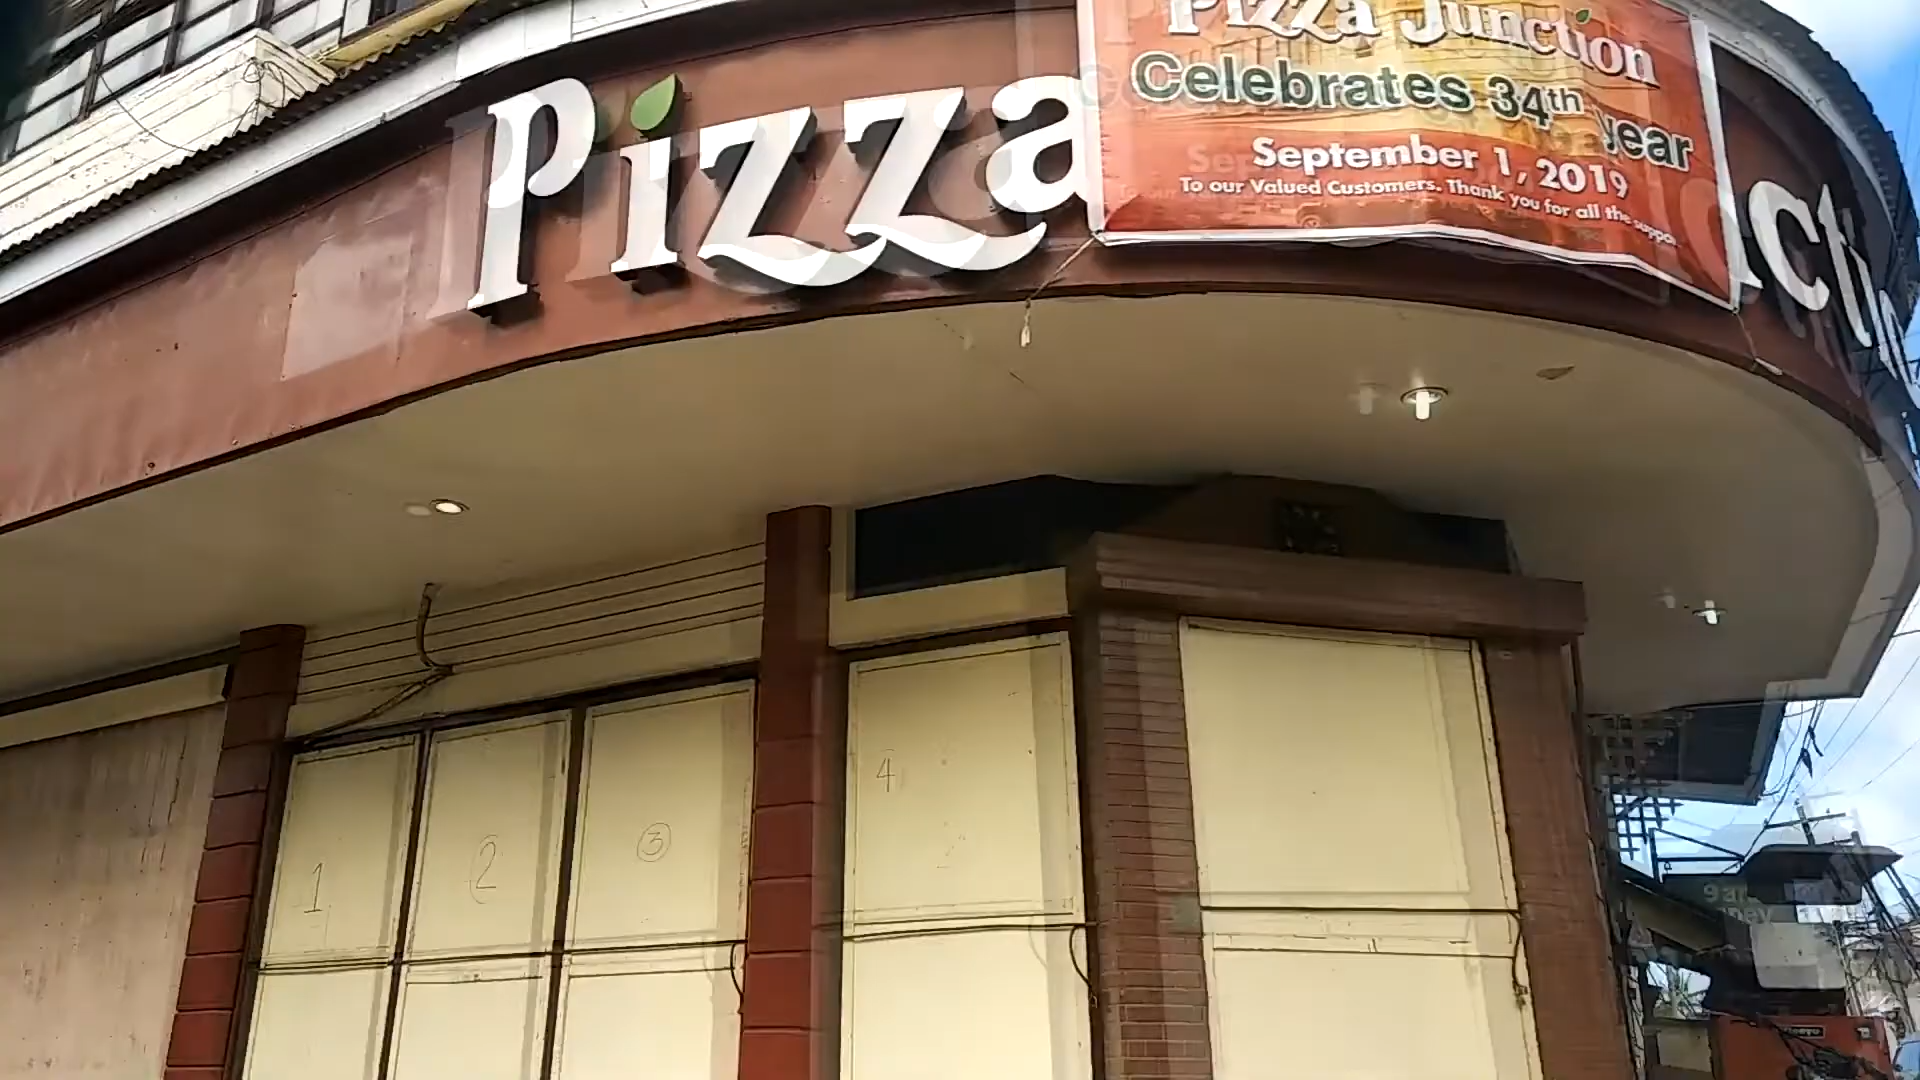 Pizza
Pizza Junction
Celebrates 34th year
September 1, 2019
To our Valued Customers. Thank you for all the suppor
1
2
3
4